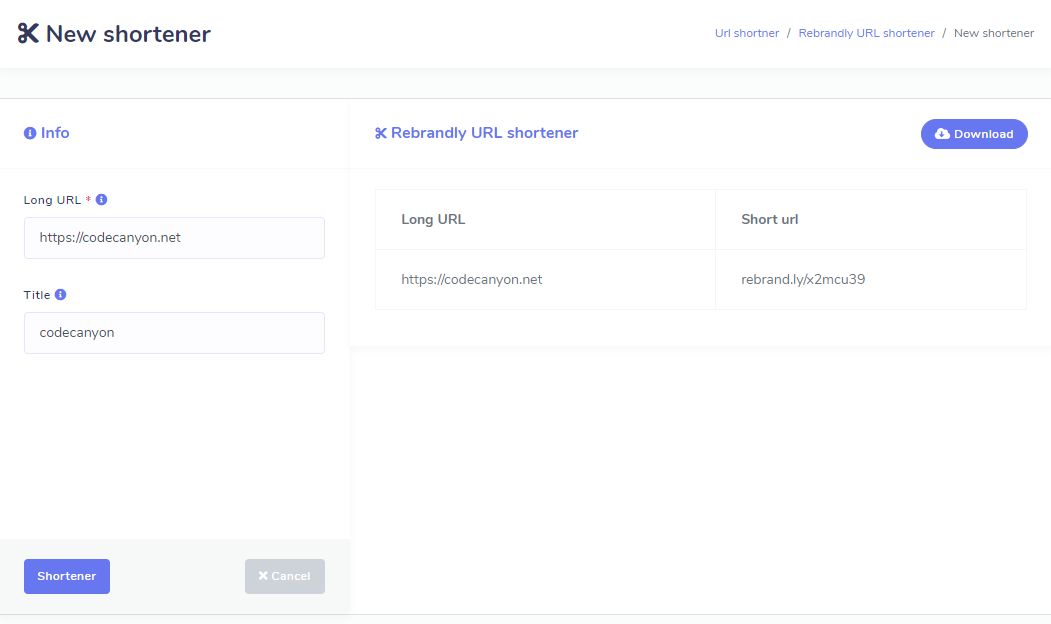 New shortener
Url shortner / Rebrandly URL shortener / New shortener
Info
Long URL *
https://codecanyon.net
Title
codecanyon
Shortener
Cancel
Rebrandly URL shortener
Download
Long URL Short url
https://codecanyon.net rebrand.ly/x2mcu39